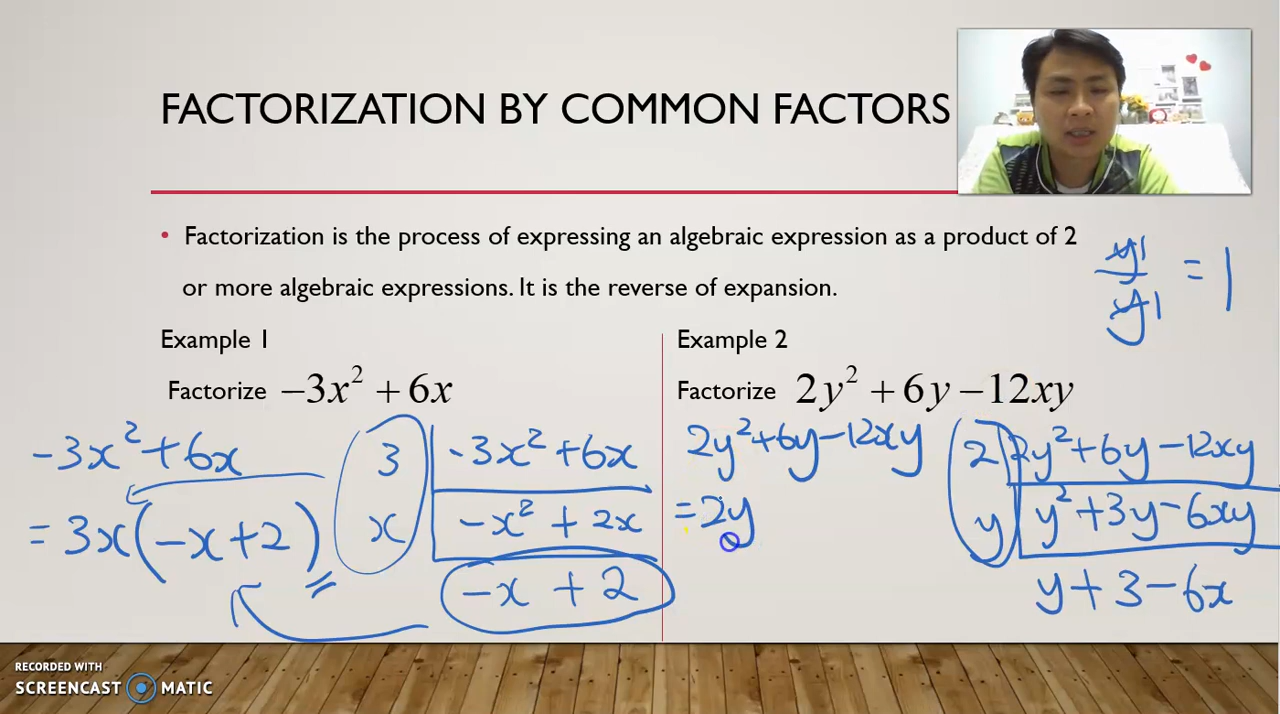 FACTORIZATION BY COMMON FACTORS
• Factorization is the process of expressing an algebraic expression as a product of 2
or more algebraic expressions. It is the reverse of expansion.
y1/y1 = 1
Example 1
Factorize −3x² + 6x
-3x²+6x
= 3x(-x+2)
3 | -3x²+6x
x | -x² + 2x
-x + 2
Example 2
Factorize 2y² + 6y − 12xy
2y²+6y-12xy
=2y
2 | 2y²+6y-12xy
y | y²+3y-6xy
y+3-6x
RECORDED WITH
SCREENCAST MATIC